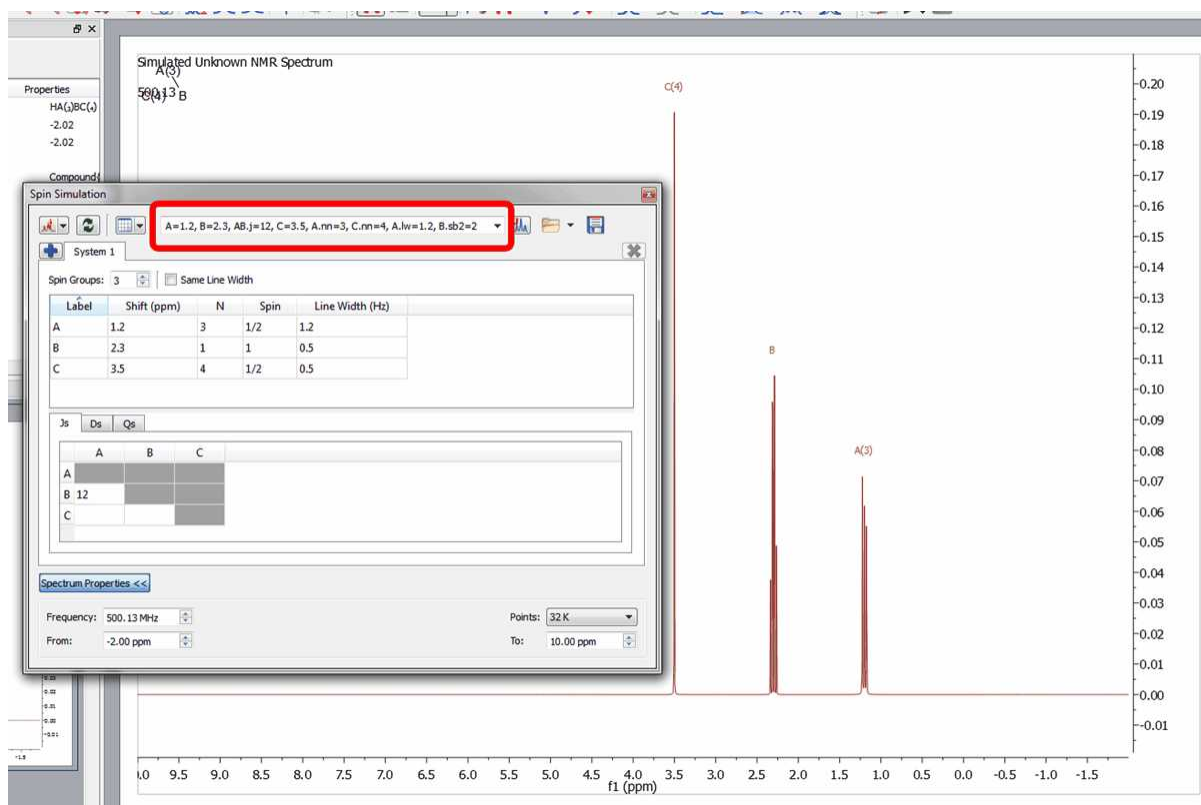 Simulated Unknown NMR Spectrum
A(3)
C(4) B
C(4)
B
A(3)
Properties
HA(3)BC(4)
-2.02
-2.02
Compound
Spin Simulation
A=1.2, B=2.3, AB.j=12, C=3.5, A.nn=3, C.nn=4, A.lw=1.2, B.sb2=2
System 1
Spin Groups: 3 Same Line Width
Label Shift (ppm) N Spin Line Width (Hz)
A 1.2 3 1/2 1.2
B 2.3 1 1 0.5
C 3.5 4 1/2 0.5
Js Ds Qs
A B C
A
B 12
C
Spectrum Properties <<
Frequency: 500.13 MHz Points: 32 K
From: -2.00 ppm To: 10.00 ppm
0.20
0.19
0.18
0.17
0.16
0.15
0.14
0.13
0.12
0.11
0.10
0.09
0.08
0.07
0.06
0.05
0.04
0.03
0.02
0.01
0.00
-0.01
9.5 9.0 8.5 8.0 7.5 7.0 6.5 6.0 5.5 5.0 4.5 4.0 3.5 3.0 2.5 2.0 1.5 1.0 0.5 0.0 -0.5 -1.0 -1.5
f1 (ppm)